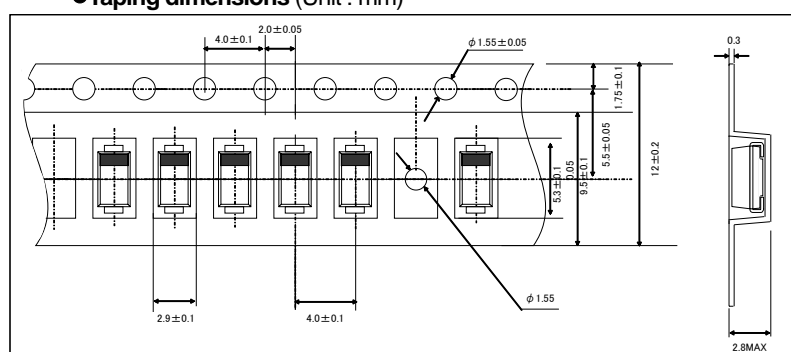 ●Taping dimensions (Unit : mm)
2.0±0.05
4.0±0.1
φ1.55±0.05
0.3
1.75±0.1
5.5±0.05
12±0.2
5.3±0.1
0.05
9.5±0.1
φ1.55
2.9±0.1
4.0±0.1
2.8MAX